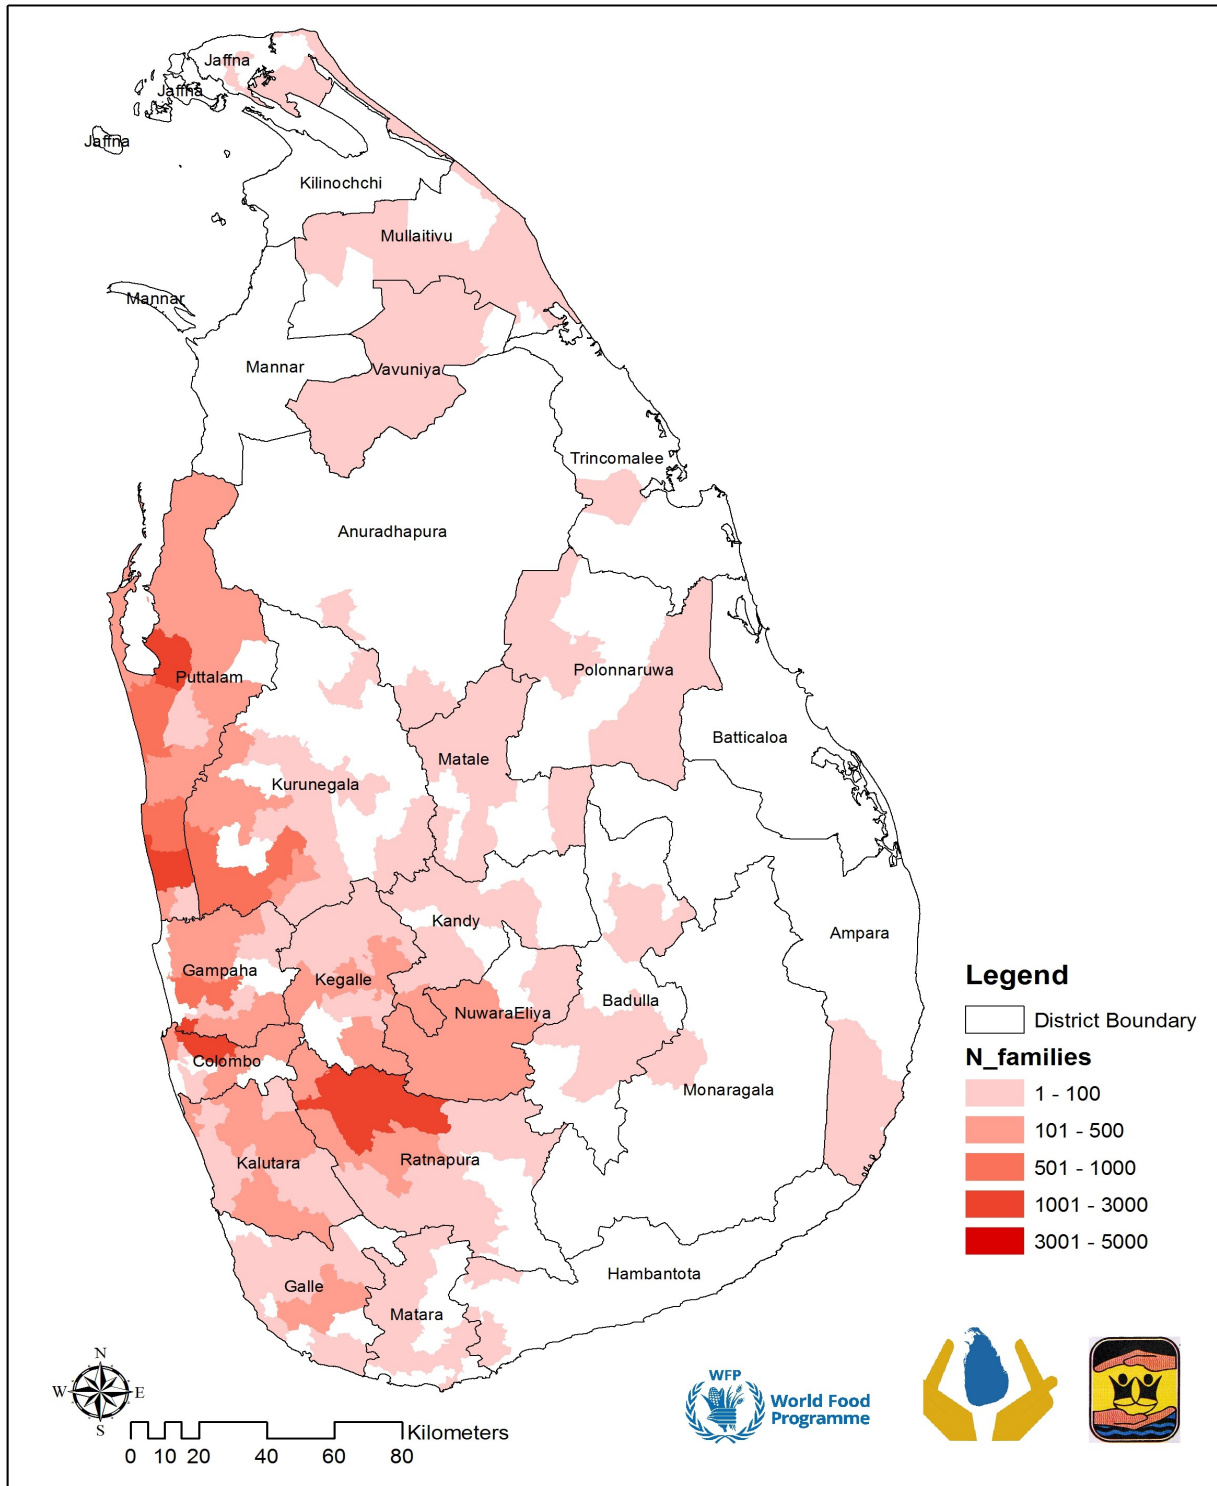 Jaffna
Jaffna
Jaffna
Kilinochchi
Mullaitivu
Mannar
Mannar
Vavuniya
Trincomalee
Anuradhapura
Puttalam
Polonnaruwa
Batticaloa
Matale
Kurunegala
Kandy
Ampara
Gampaha
Kegalle
NuwaraEliya
Badulla
Colombo
Monaragala
Kalutara
Ratnapura
Hambantota
Galle
Matara
Legend
District Boundary
N_families
1 - 100
101 - 500
501 - 1000
1001 - 3000
3001 - 5000
N
W E
S
Kilometers
0 10 20 40 60 80
WFP
World Food
Programme